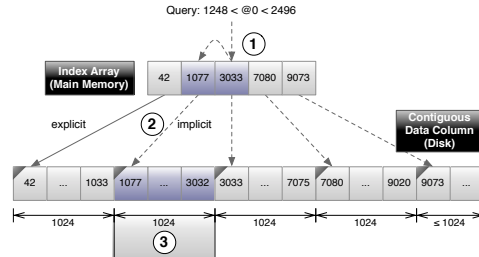 Query: 1248 < @0 < 2496
1
Index Array
(Main Memory)
42 1077 3033 7080 9073
explicit
2
implicit
Contiguous
Data Column
(Disk)
42 ... 1033 1077 ... 3032 3033 ... 7075 7080 ... 9020 9073 ...
1024 1024 1024 1024 ≤ 1024
3